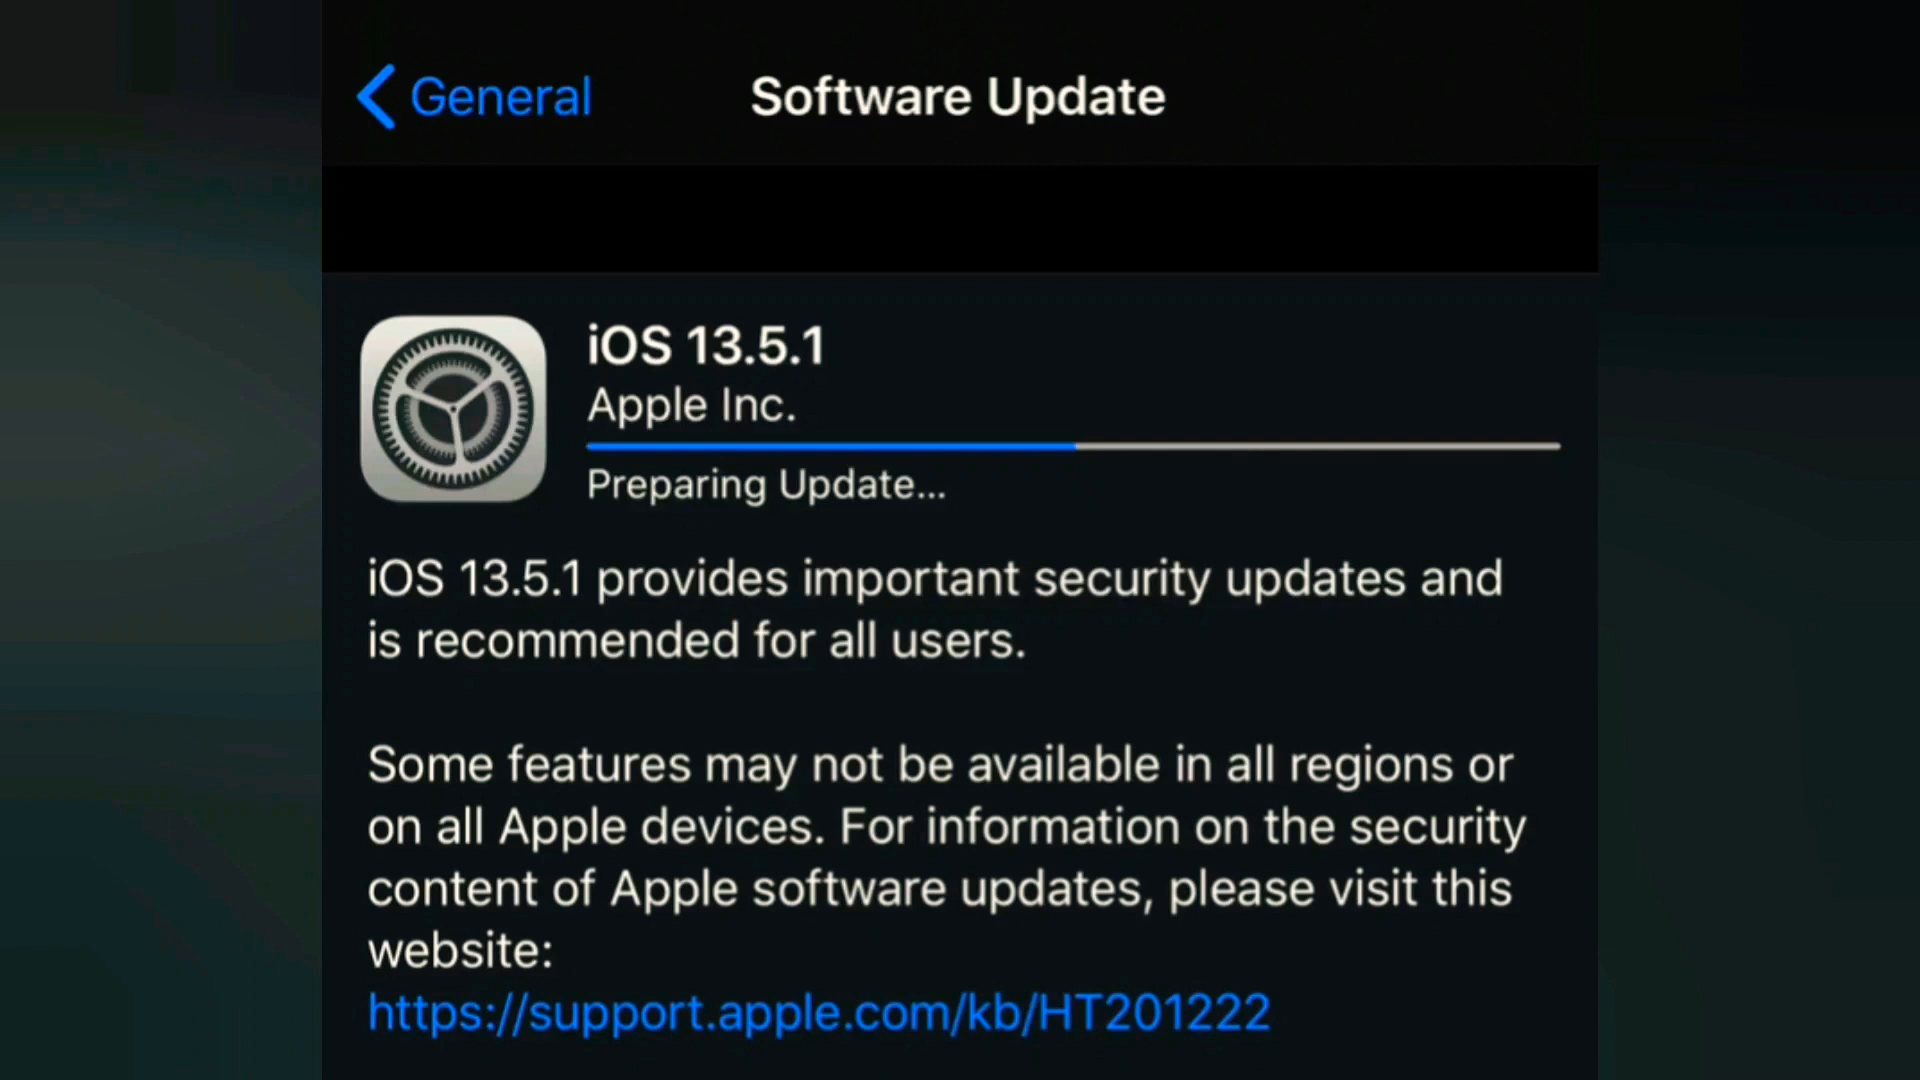 General
Software Update
iOS 13.5.1
Apple Inc.
Preparing Update...
iOS 13.5.1 provides important security updates and
is recommended for all users.
Some features may not be available in all regions or
on all Apple devices. For information on the security
content of Apple software updates, please visit this
website:
https://support.apple.com/kb/HT201222